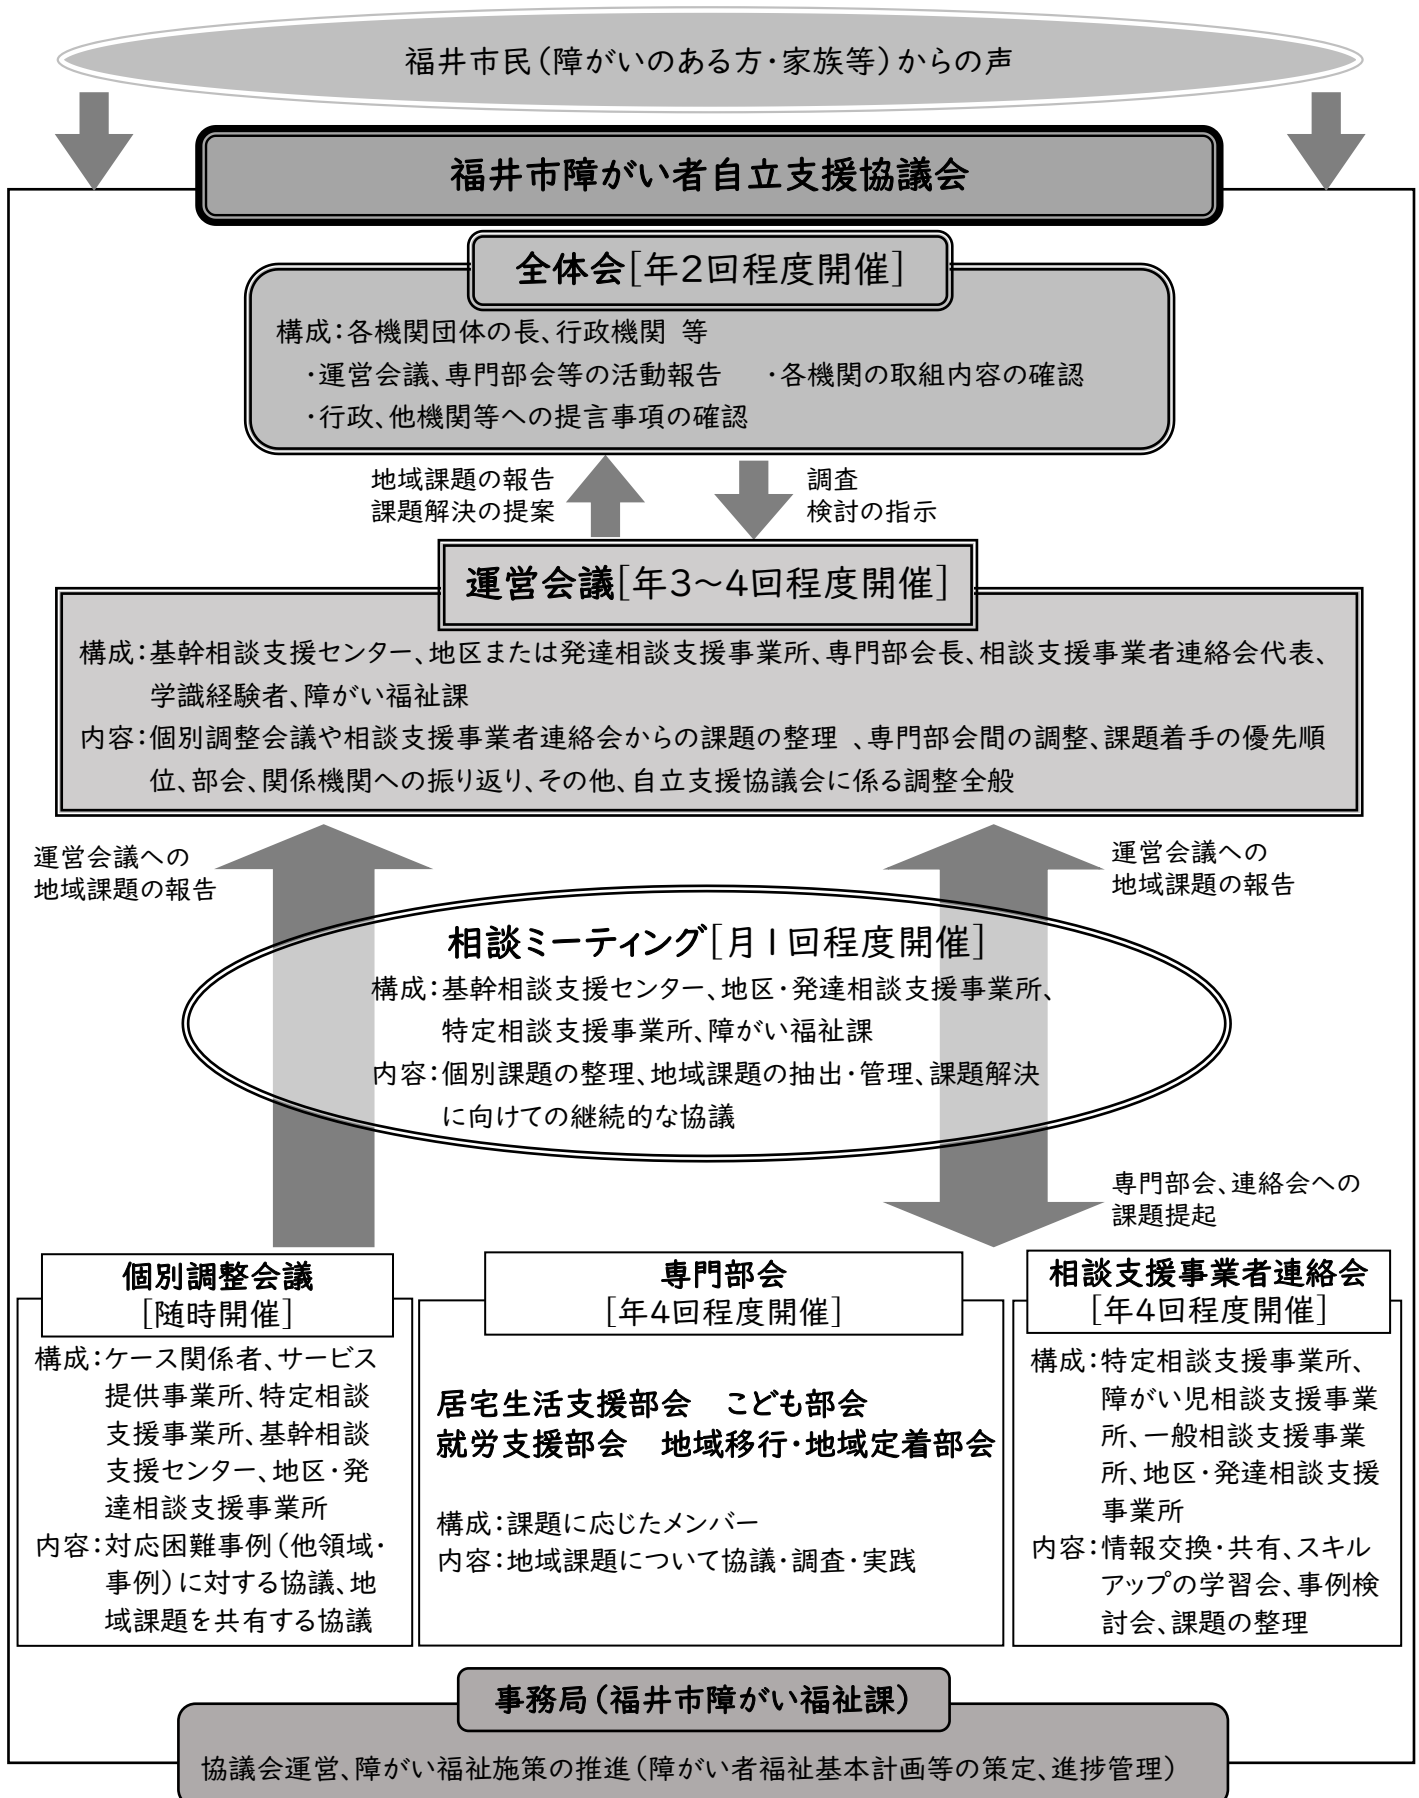 福井市民（障がいのある方・家族等）からの声
福井市障がい者自立支援協議会
全体会［年2回程度開催］
構成：各機関団体の長、行政機関　等
・運営会議、専門部会等の活動報告　・各機関の取組内容の確認
・行政、他機関等への提言事項の確認
地域課題の報告
課題解決の提案
調査
検討の指示
運営会議［年3～4回程度開催］
構成：基幹相談支援センター、地区または発達相談支援事業所、専門部会長、相談支援事業者連絡会代表、
学識経験者、障がい福祉課
内容：個別調整会議や相談支援事業者連絡会からの課題の整理　、専門部会間の調整、課題着手の優先順
位、部会、関係機関への振り返り、その他、自立支援協議会に係る調整全般
運営会議への
地域課題の報告
運営会議への
地域課題の報告
相談ミーティング［月1回程度開催］
構成：基幹相談支援センター、地区・発達相談支援事業所、
特定相談支援事業所、障がい福祉課
内容：個別課題の整理、地域課題の抽出・管理、課題解決
に向けての継続的な協議
専門部会、連絡会への
課題提起
個別調整会議
［随時開催］
構成：ケース関係者、サービス
提供事業所、特定相談
支援事業所、基幹相談
支援センター、地区・発
達相談支援事業所
内容：対応困難事例（他領域・
事例）に対する協議、地
域課題を共有する協議
専門部会
［年4回程度開催］
居宅生活支援部会　こども部会
就労支援部会　地域移行・地域定着部会
構成：課題に応じたメンバー
内容：地域課題について協議・調査・実践
相談支援事業者連絡会
［年4回程度開催］
構成：特定相談支援事業所、
障がい児相談支援事業
所、一般相談支援事業
所、地区・発達相談支援
事業所
内容：情報交換・共有、スキル
アップの学習会、事例検
討会、課題の整理
事務局（福井市障がい福祉課）
協議会運営、障がい福祉施策の推進（障がい者福祉基本計画等の策定、進捗管理）